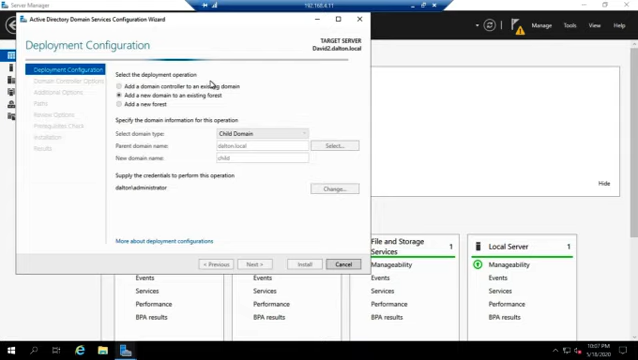 Server Manager
192.168.4.11
Manage Tools View Help
Active Directory Domain Services Configuration Wizard
Deployment Configuration
TARGET SERVER
David2.dalton.local
Deployment Configuration
Domain Controller Options
Additional Options
Paths
Review Options
Prerequisites Check
Installation
Results
Select the deployment operation
Add a domain controller to an existing domain
Add a new domain to an existing forest
Add a new forest
Specify the domain information for this operation
Select domain type: Child Domain
Parent domain name: dalton.local Select...
New domain name: child
Supply the credentials to perform this operation
dalton\administrator Change...
More about deployment configurations
< Previous Next > Install Cancel
Hide
File and Storage Services 1
Manageability
Events
Services
Performance
BPA results
Local Server 1
Manageability
Events
Services
Performance
BPA results
Events
Services
Performance
BPA results
Events
Services
Performance
BPA results
10:07 PM
5/18/2020